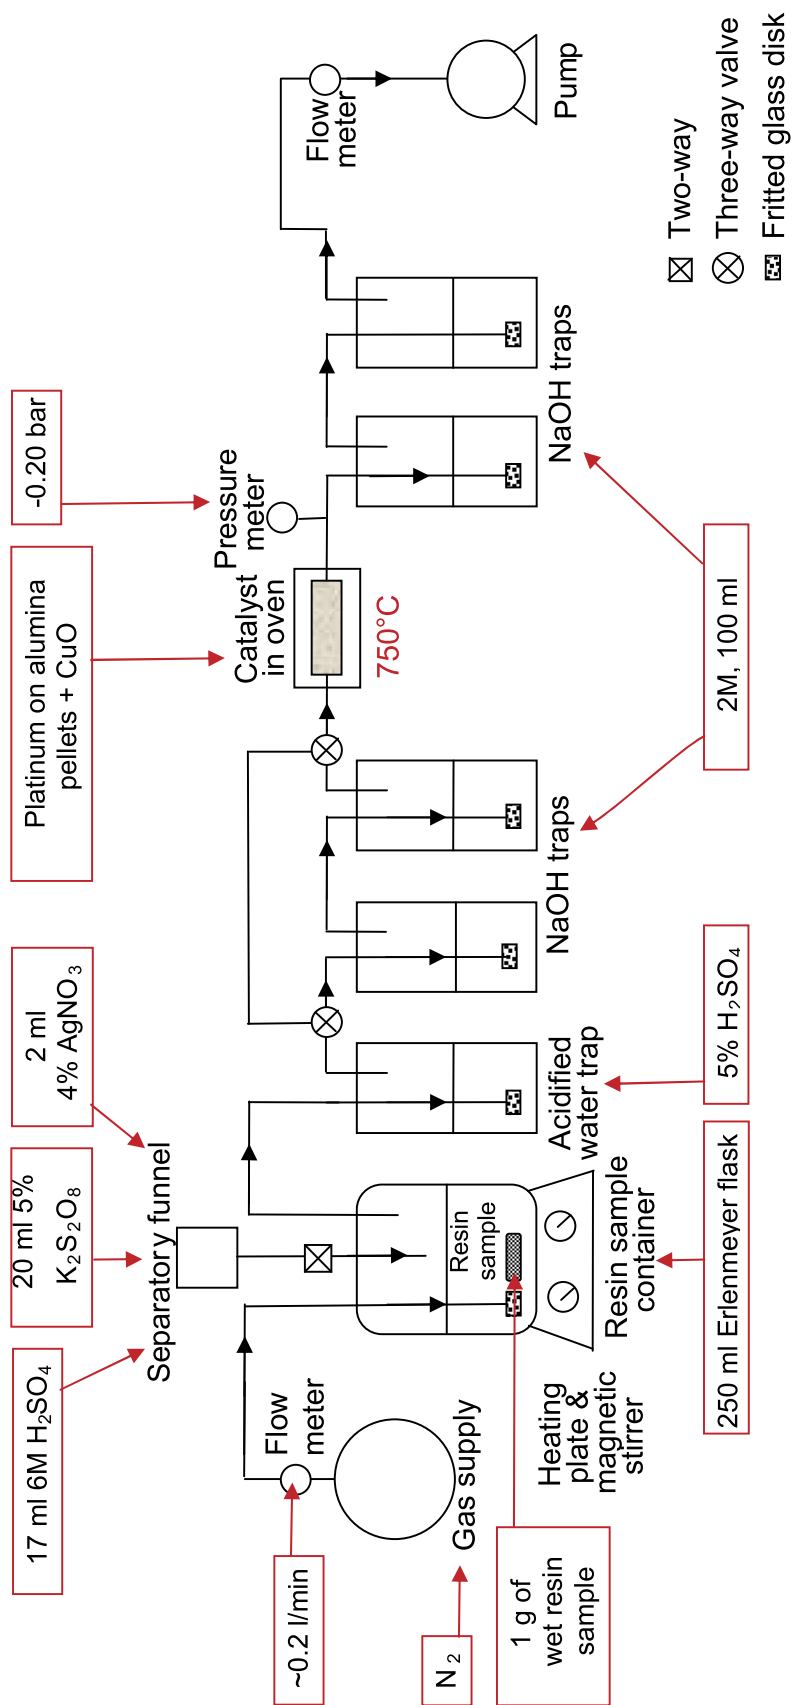 17 ml 6M H₂SO₄
20 ml 5%
K₂S₂O₈
2 ml
4% AgNO₃
Platinum on alumina
pellets + CuO
-0.20 bar
Separatory funnel
Catalyst
in oven
Pressure
meter
750°C
Flow
meter
Pump
~0.2 l/min
Flow
meter
Gas supply
N₂
Resin
sample
1 g of
wet resin
sample
Heating
plate &
magnetic
stirrer
Resin sample
container
250 ml Erlenmeyer flask
Acidified
water trap
5% H₂SO₄
NaOH traps
NaOH traps
2M, 100 ml
Two-way
Three-way valve
Fritted glass disk